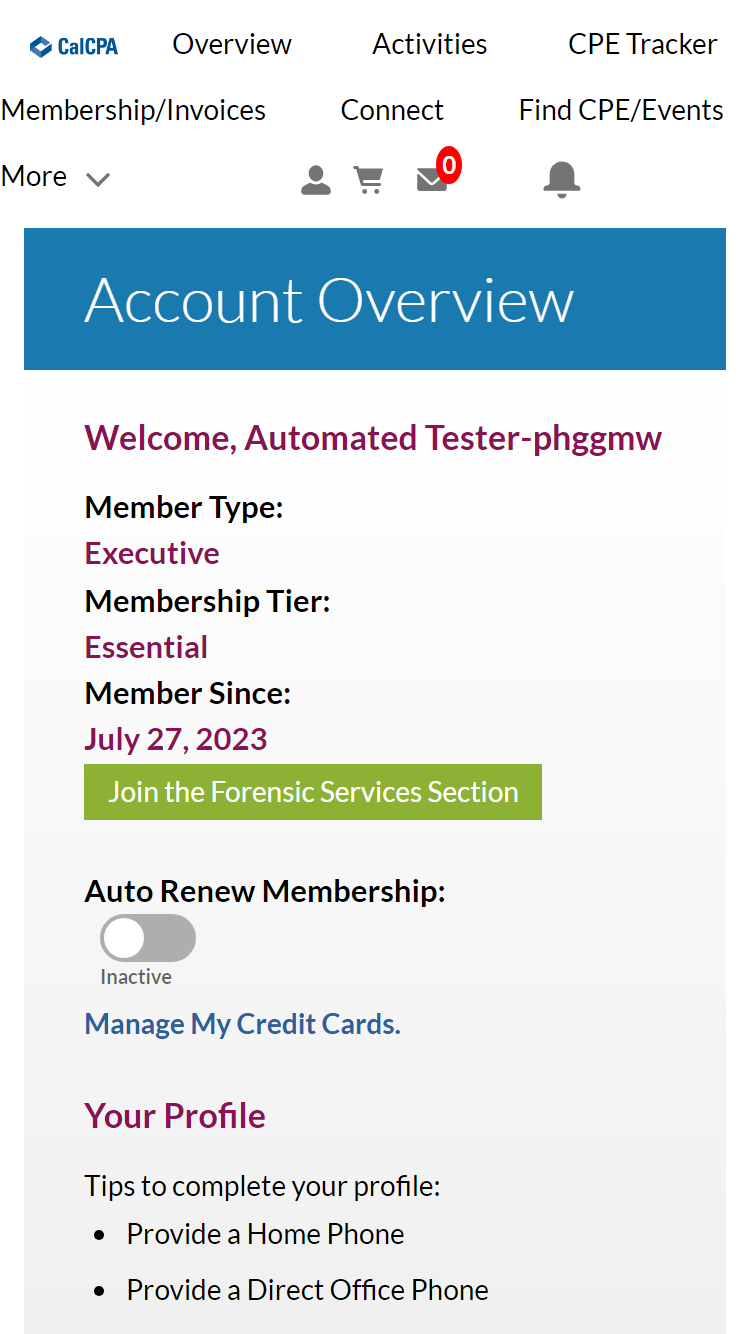 CalCPA Overview Activities CPE Tracker
Membership/Invoices Connect Find CPE/Events
More 0
Account Overview
Welcome, Automated Tester-phggmw
Member Type:
Executive
Membership Tier:
Essential
Member Since:
July 27, 2023
Join the Forensic Services Section
Auto Renew Membership:
Inactive
Manage My Credit Cards.
Your Profile
Tips to complete your profile:
• Provide a Home Phone
• Provide a Direct Office Phone